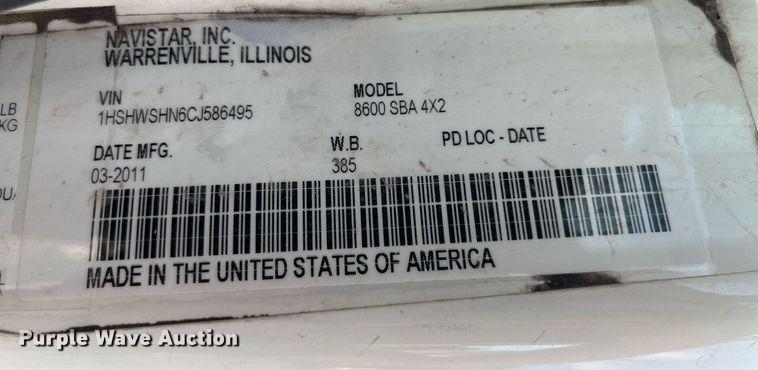 NAVISTAR, INC.
WARRENVILLE, ILLINOIS
VIN MODEL
1HSHWSHN6CJ586495 8600 SBA 4X2
DATE MFG. W.B. PD LOC - DATE
03-2011 385
MADE IN THE UNITED STATES OF AMERICA
LB
KG
Purple Wave Auction